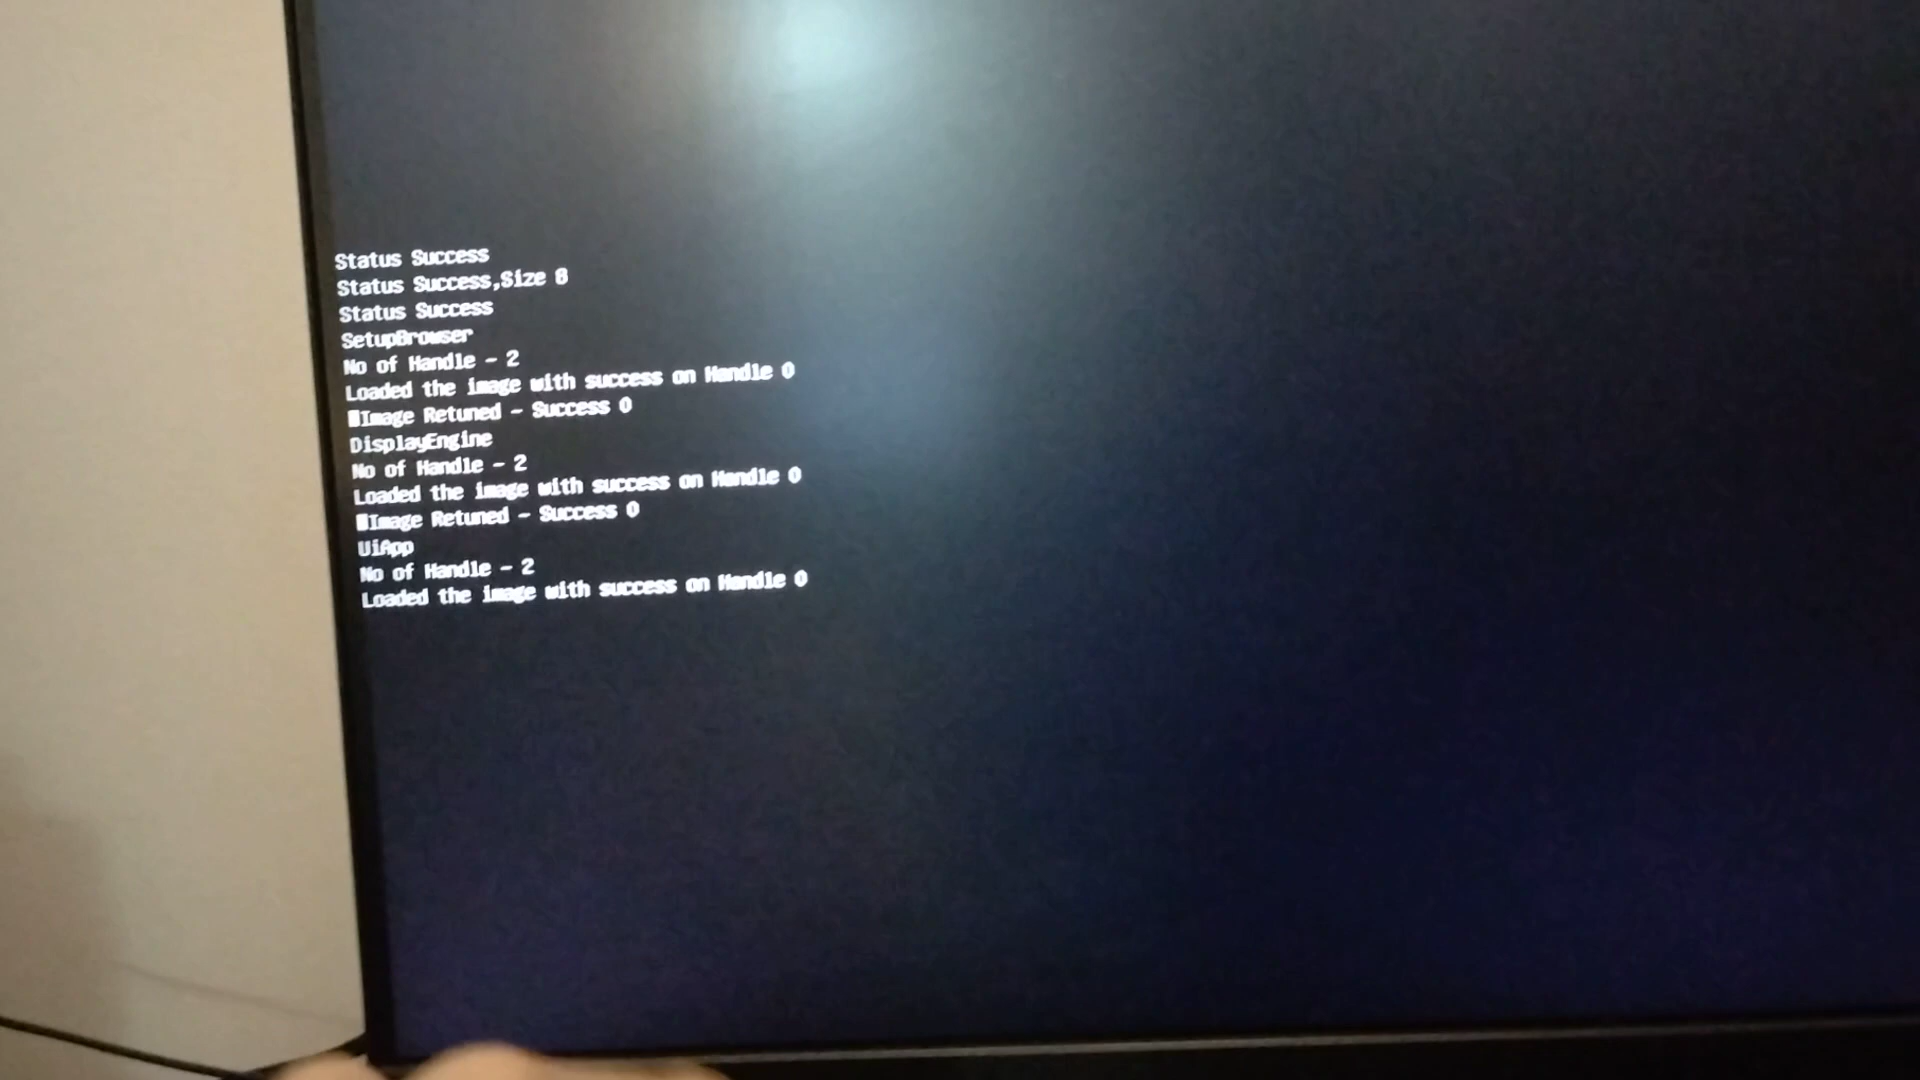 Status Success
Status Success,Size 8
Status Success
SetupBrowser
No of Handle - 2
Loaded the image with success on Handle 0
Image Retuned - Success 0
DisplayEngine
No of Handle - 2
Loaded the image with success on Handle 0
Image Retuned - Success 0
UiApp
No of Handle - 2
Loaded the image with success on Handle 0